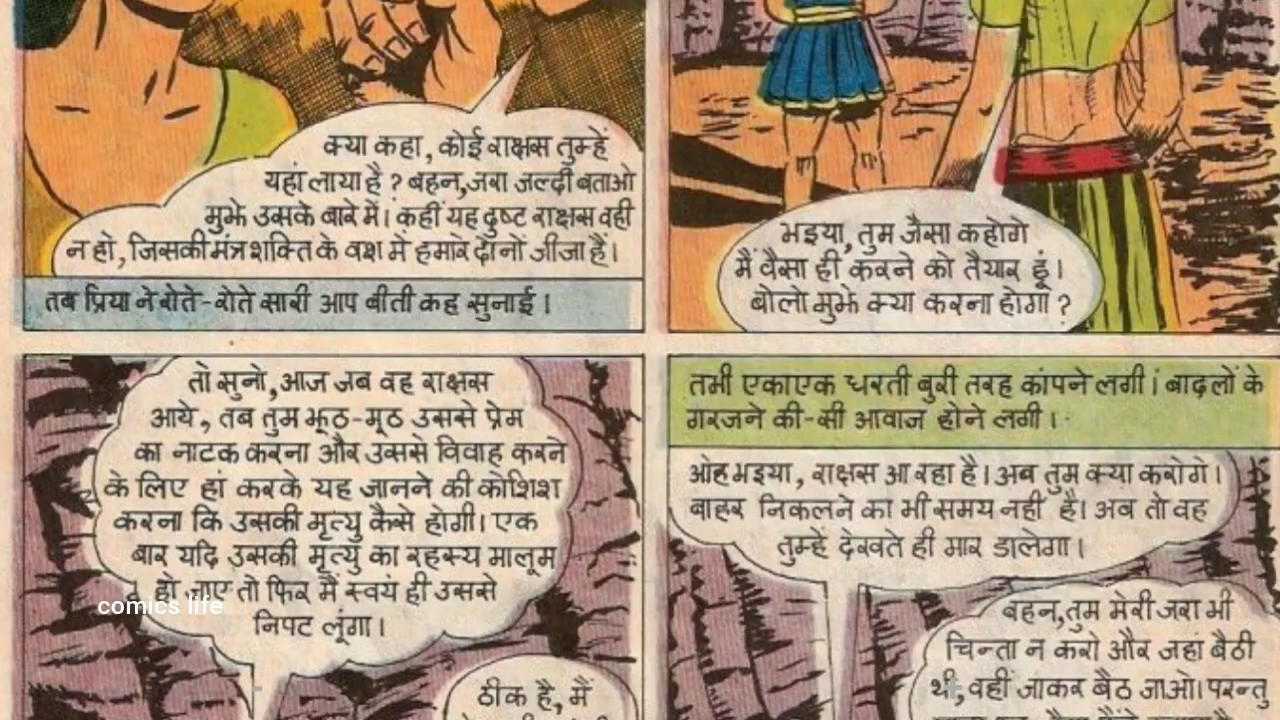 क्या कहा, कोई राक्षस तुम्हें
यहां लाया है ? बहन, जरा जल्दी बताओ
मुझे उसके बारे में। कहीं यह दुष्ट राक्षस वही
न हो, जिसकी मंत्र शक्ति के वश में हमारे दोनों जीजा हैं।
तब प्रिया ने रोते-रोते सारी आप बीती कह सुनाई।
भइया, तुम जैसा कहोगे
मैं वैसा ही करने को तैयार हूं।
बोलो मुझे क्या करना होगा ?
तो सुनो, आज जब वह राक्षस
आये, तब तुम झूठ-मूठ उससे प्रेम
का नाटक करना और उससे विवाह करने
के लिए हां करके यह जानने की कोशिश
करना कि उसकी मृत्यु कैसे होगी। एक
बार यदि उसकी मृत्यु का रहस्य मालूम
हो जाए तो फिर मैं स्वयं ही उससे
निपट लूंगा।
comics life
ठीक है, मैं
तभी एकाएक धरती बुरी तरह कांपने लगी। बादलों के
गरजने की-सी आवाज होने लगी।
ओह भइया, राक्षस आ रहा है। अब तुम क्या करोगे।
बाहर निकलने का भी समय नहीं है। अब तो वह
तुम्हें देखते ही मार डालेगा।
बहन, तुम मेरी जरा भी
चिन्ता न करो और जहां बैठी
थी, वहीं जाकर बैठ जाओ। परन्तु